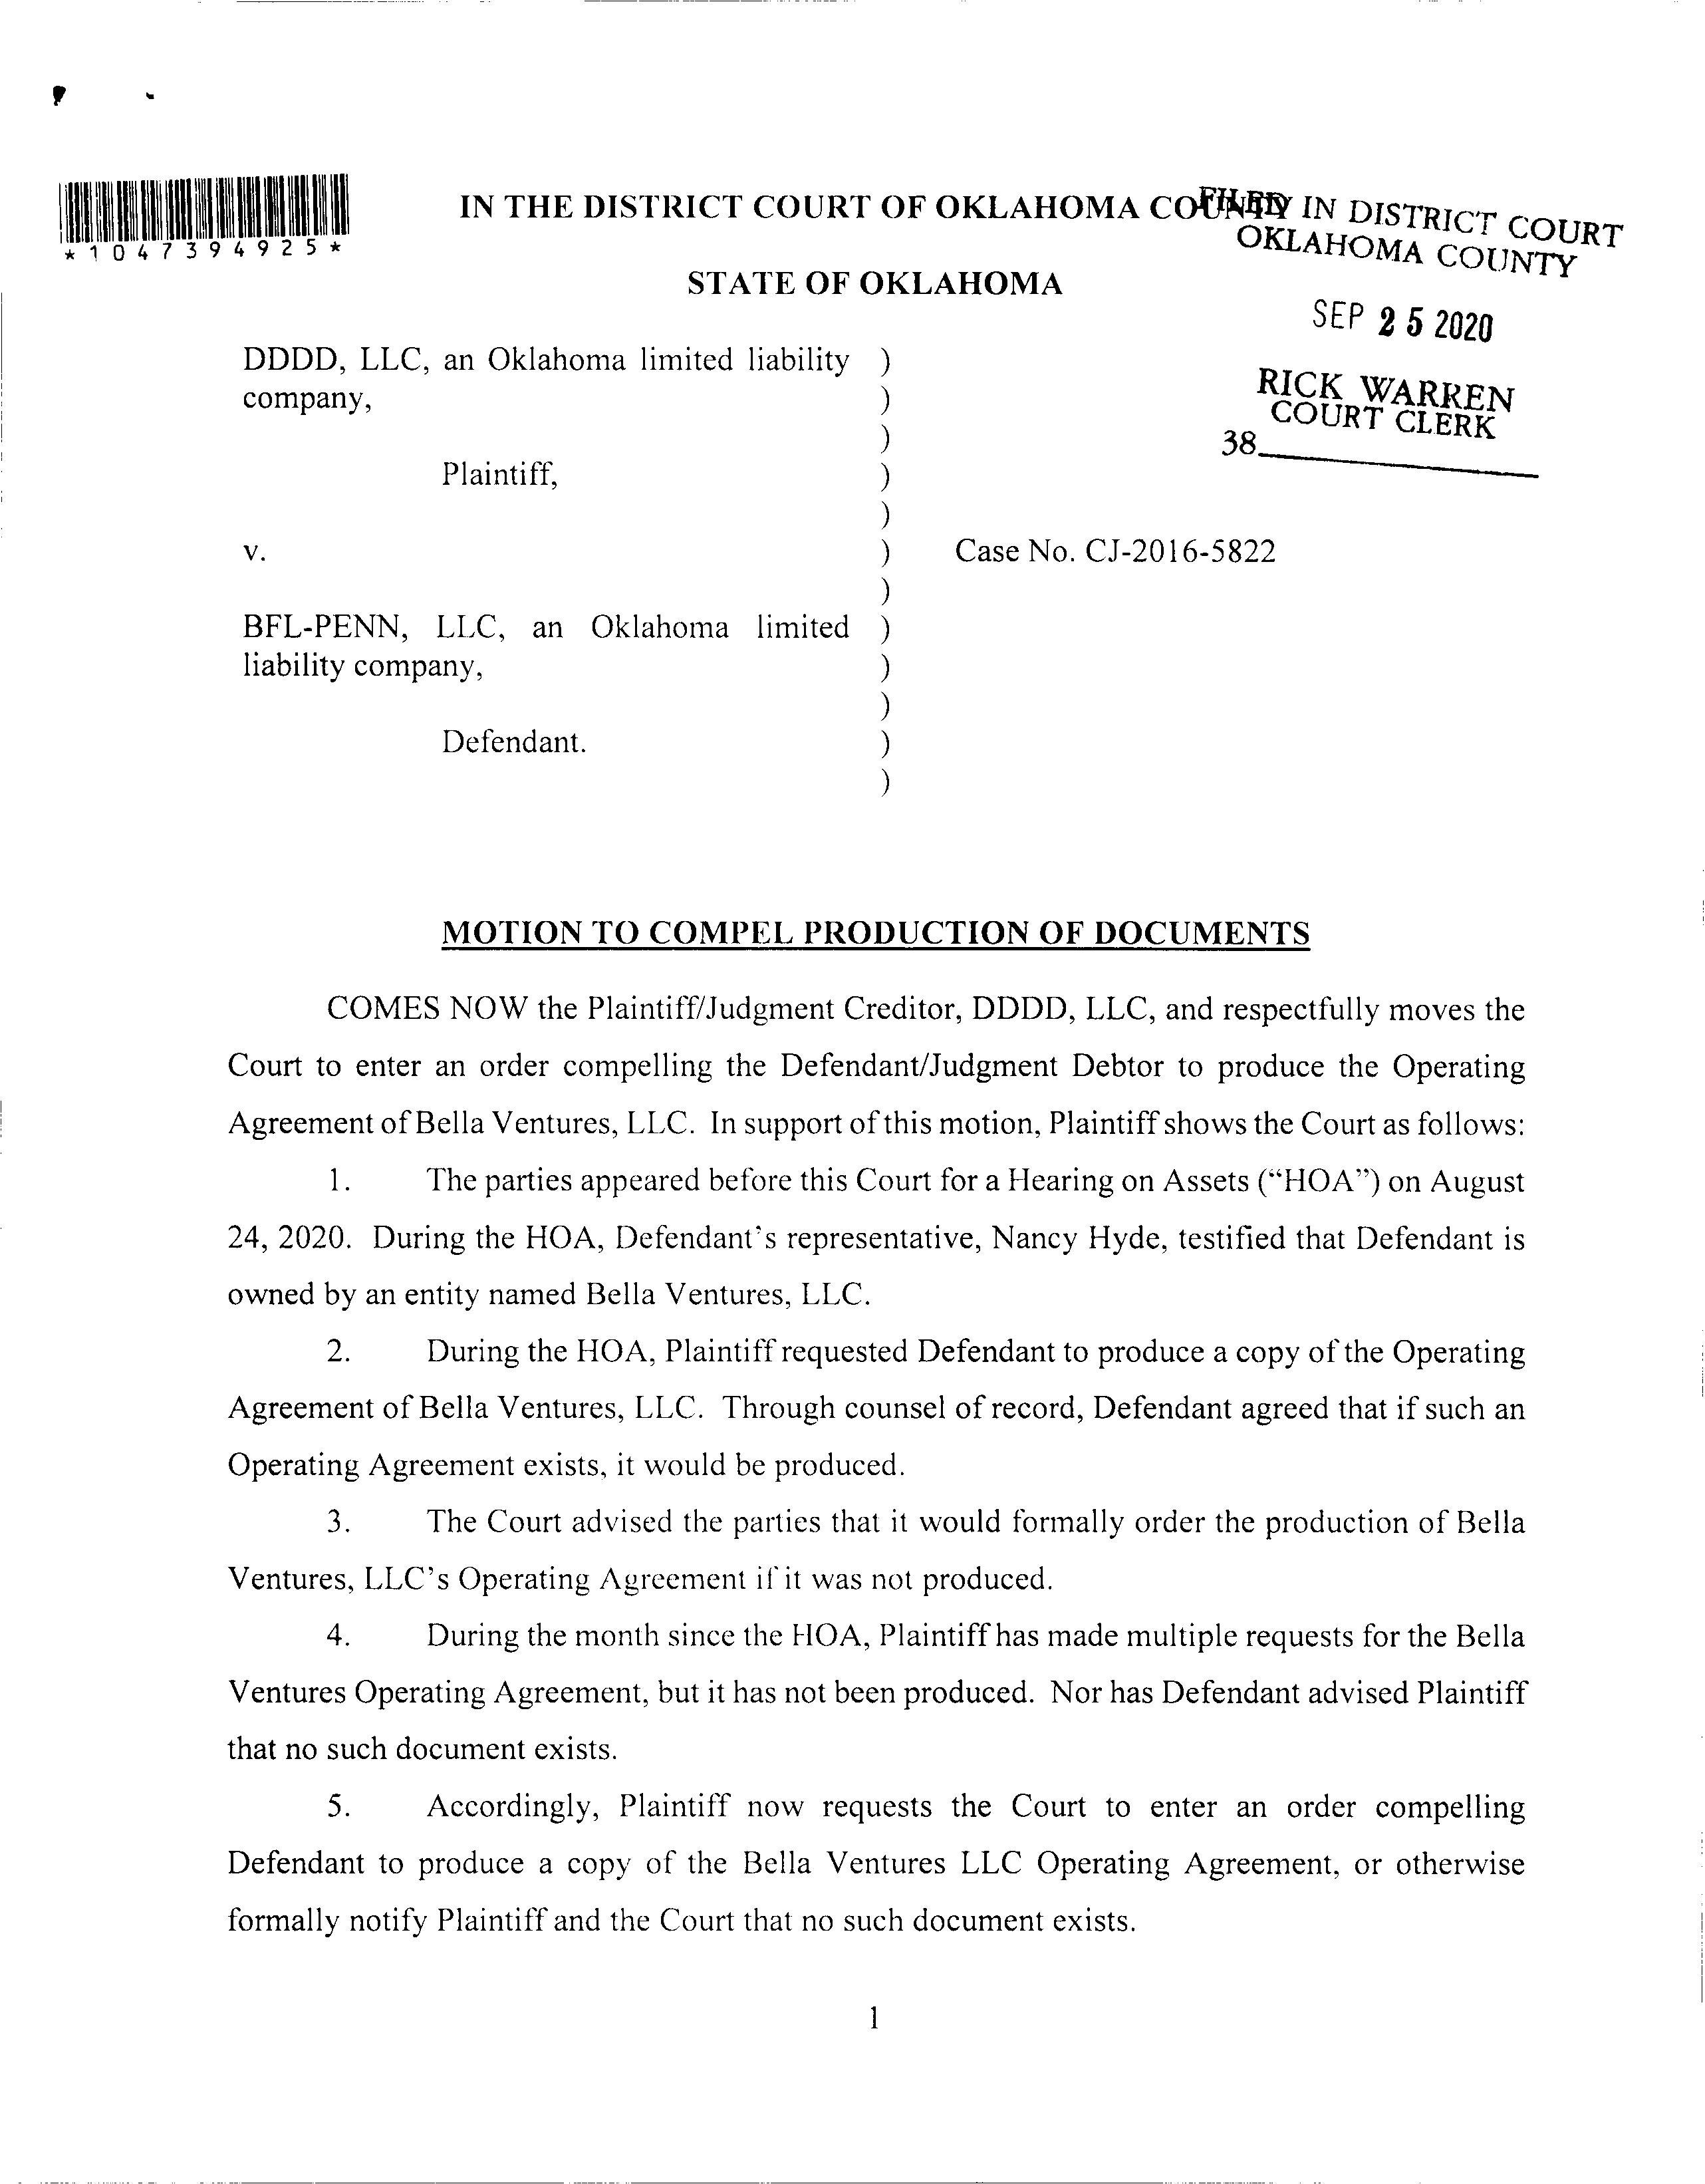 *1047394925*
IN THE DISTRICT COURT OF OKLAHOMA COUNTY
FILED IN DISTRICT COURT
OKLAHOMA COUNTY
STATE OF OKLAHOMA
SEP 25 2020
RICK WARREN
COURT CLERK
38
DDDD, LLC, an Oklahoma limited liability )
company, )
)
Plaintiff, )
)
v. ) Case No. CJ-2016-5822
)
BFL-PENN, LLC, an Oklahoma limited )
liability company, )
)
Defendant. )
)
MOTION TO COMPEL PRODUCTION OF DOCUMENTS
COMES NOW the Plaintiff/Judgment Creditor, DDDD, LLC, and respectfully moves the
Court to enter an order compelling the Defendant/Judgment Debtor to produce the Operating
Agreement of Bella Ventures, LLC. In support of this motion, Plaintiff shows the Court as follows:
1. The parties appeared before this Court for a Hearing on Assets (“HOA”) on August
24, 2020. During the HOA, Defendant’s representative, Nancy Hyde, testified that Defendant is
owned by an entity named Bella Ventures, LLC.
2. During the HOA, Plaintiff requested Defendant to produce a copy of the Operating
Agreement of Bella Ventures, LLC. Through counsel of record, Defendant agreed that if such an
Operating Agreement exists, it would be produced.
3. The Court advised the parties that it would formally order the production of Bella
Ventures, LLC’s Operating Agreement if it was not produced.
4. During the month since the HOA, Plaintiff has made multiple requests for the Bella
Ventures Operating Agreement, but it has not been produced. Nor has Defendant advised Plaintiff
that no such document exists.
5. Accordingly, Plaintiff now requests the Court to enter an order compelling
Defendant to produce a copy of the Bella Ventures LLC Operating Agreement, or otherwise
formally notify Plaintiff and the Court that no such document exists.
1